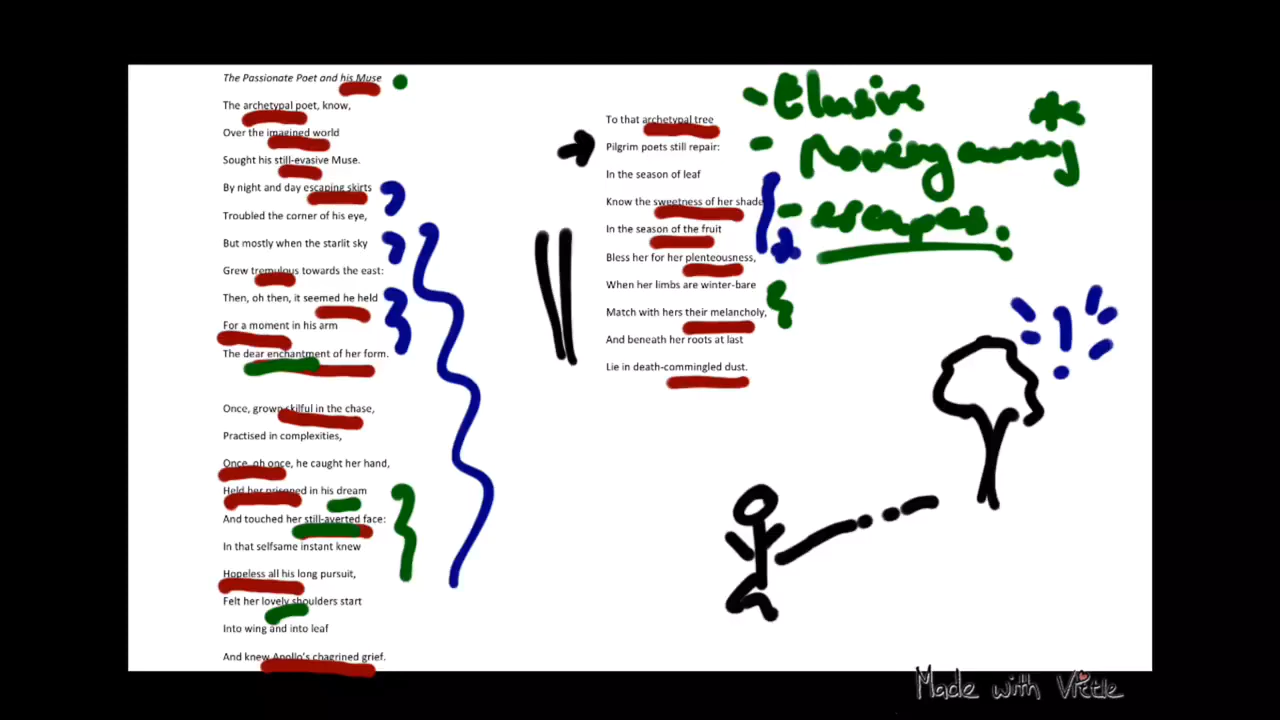 The Passionate Poet and his Muse
The archetypal poet, know,
Over the imagined world
Sought his still-evasive Muse.
By night and day escaping skirts
Troubled the corner of his eye,
But mostly when the starlit sky
Grew tremulous towards the east:
Then, oh then, it seemed he held
For a moment in his arm
The dear enchantment of her form.
Once, grown skilful in the chase,
Practised in complexities,
Once, oh once, he caught her hand,
Held her prisoned in his dream
And touched her still-averted face:
In that selfsame instant knew
Hopeless all his long pursuit,
Felt her lovely shoulders start
Into wing and into leaf
And knew Apollo's chagrined grief.
To that archetypal tree
Pilgrim poets still repair:
In the season of leaf
Know the sweetness of her shade
In the season of the fruit
Bless her for her plenteousness,
When her limbs are winter-bare
Match with hers their melancholy,
And beneath her roots at last
Lie in death-commingled dust.
- Elusive
- Moving away
- escapes.
!
Made with Vittle